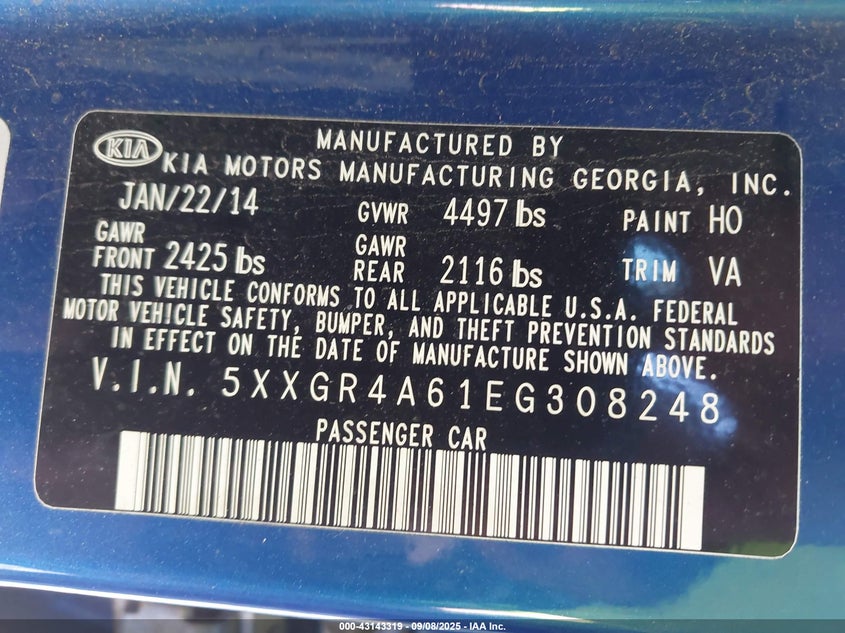 MANUFACTURED BY
KIA KIA MOTORS MANUFACTURING GEORGIA, INC.
JAN/22/14 GVWR 4497 lbs PAINT HO
GAWR FRONT 2425 lbs GAWR REAR 2116 lbs TRIM VA
THIS VEHICLE CONFORMS TO ALL APPLICABLE U.S.A. FEDERAL
MOTOR VEHICLE SAFETY, BUMPER, AND THEFT PREVENTION STANDARDS
IN EFFECT ON THE DATE OF MANUFACTURE SHOWN ABOVE.
V.I.N. 5XXGR4A61EG308248
PASSENGER CAR
000-43143319 - 09/08/2025 - IAA Inc.